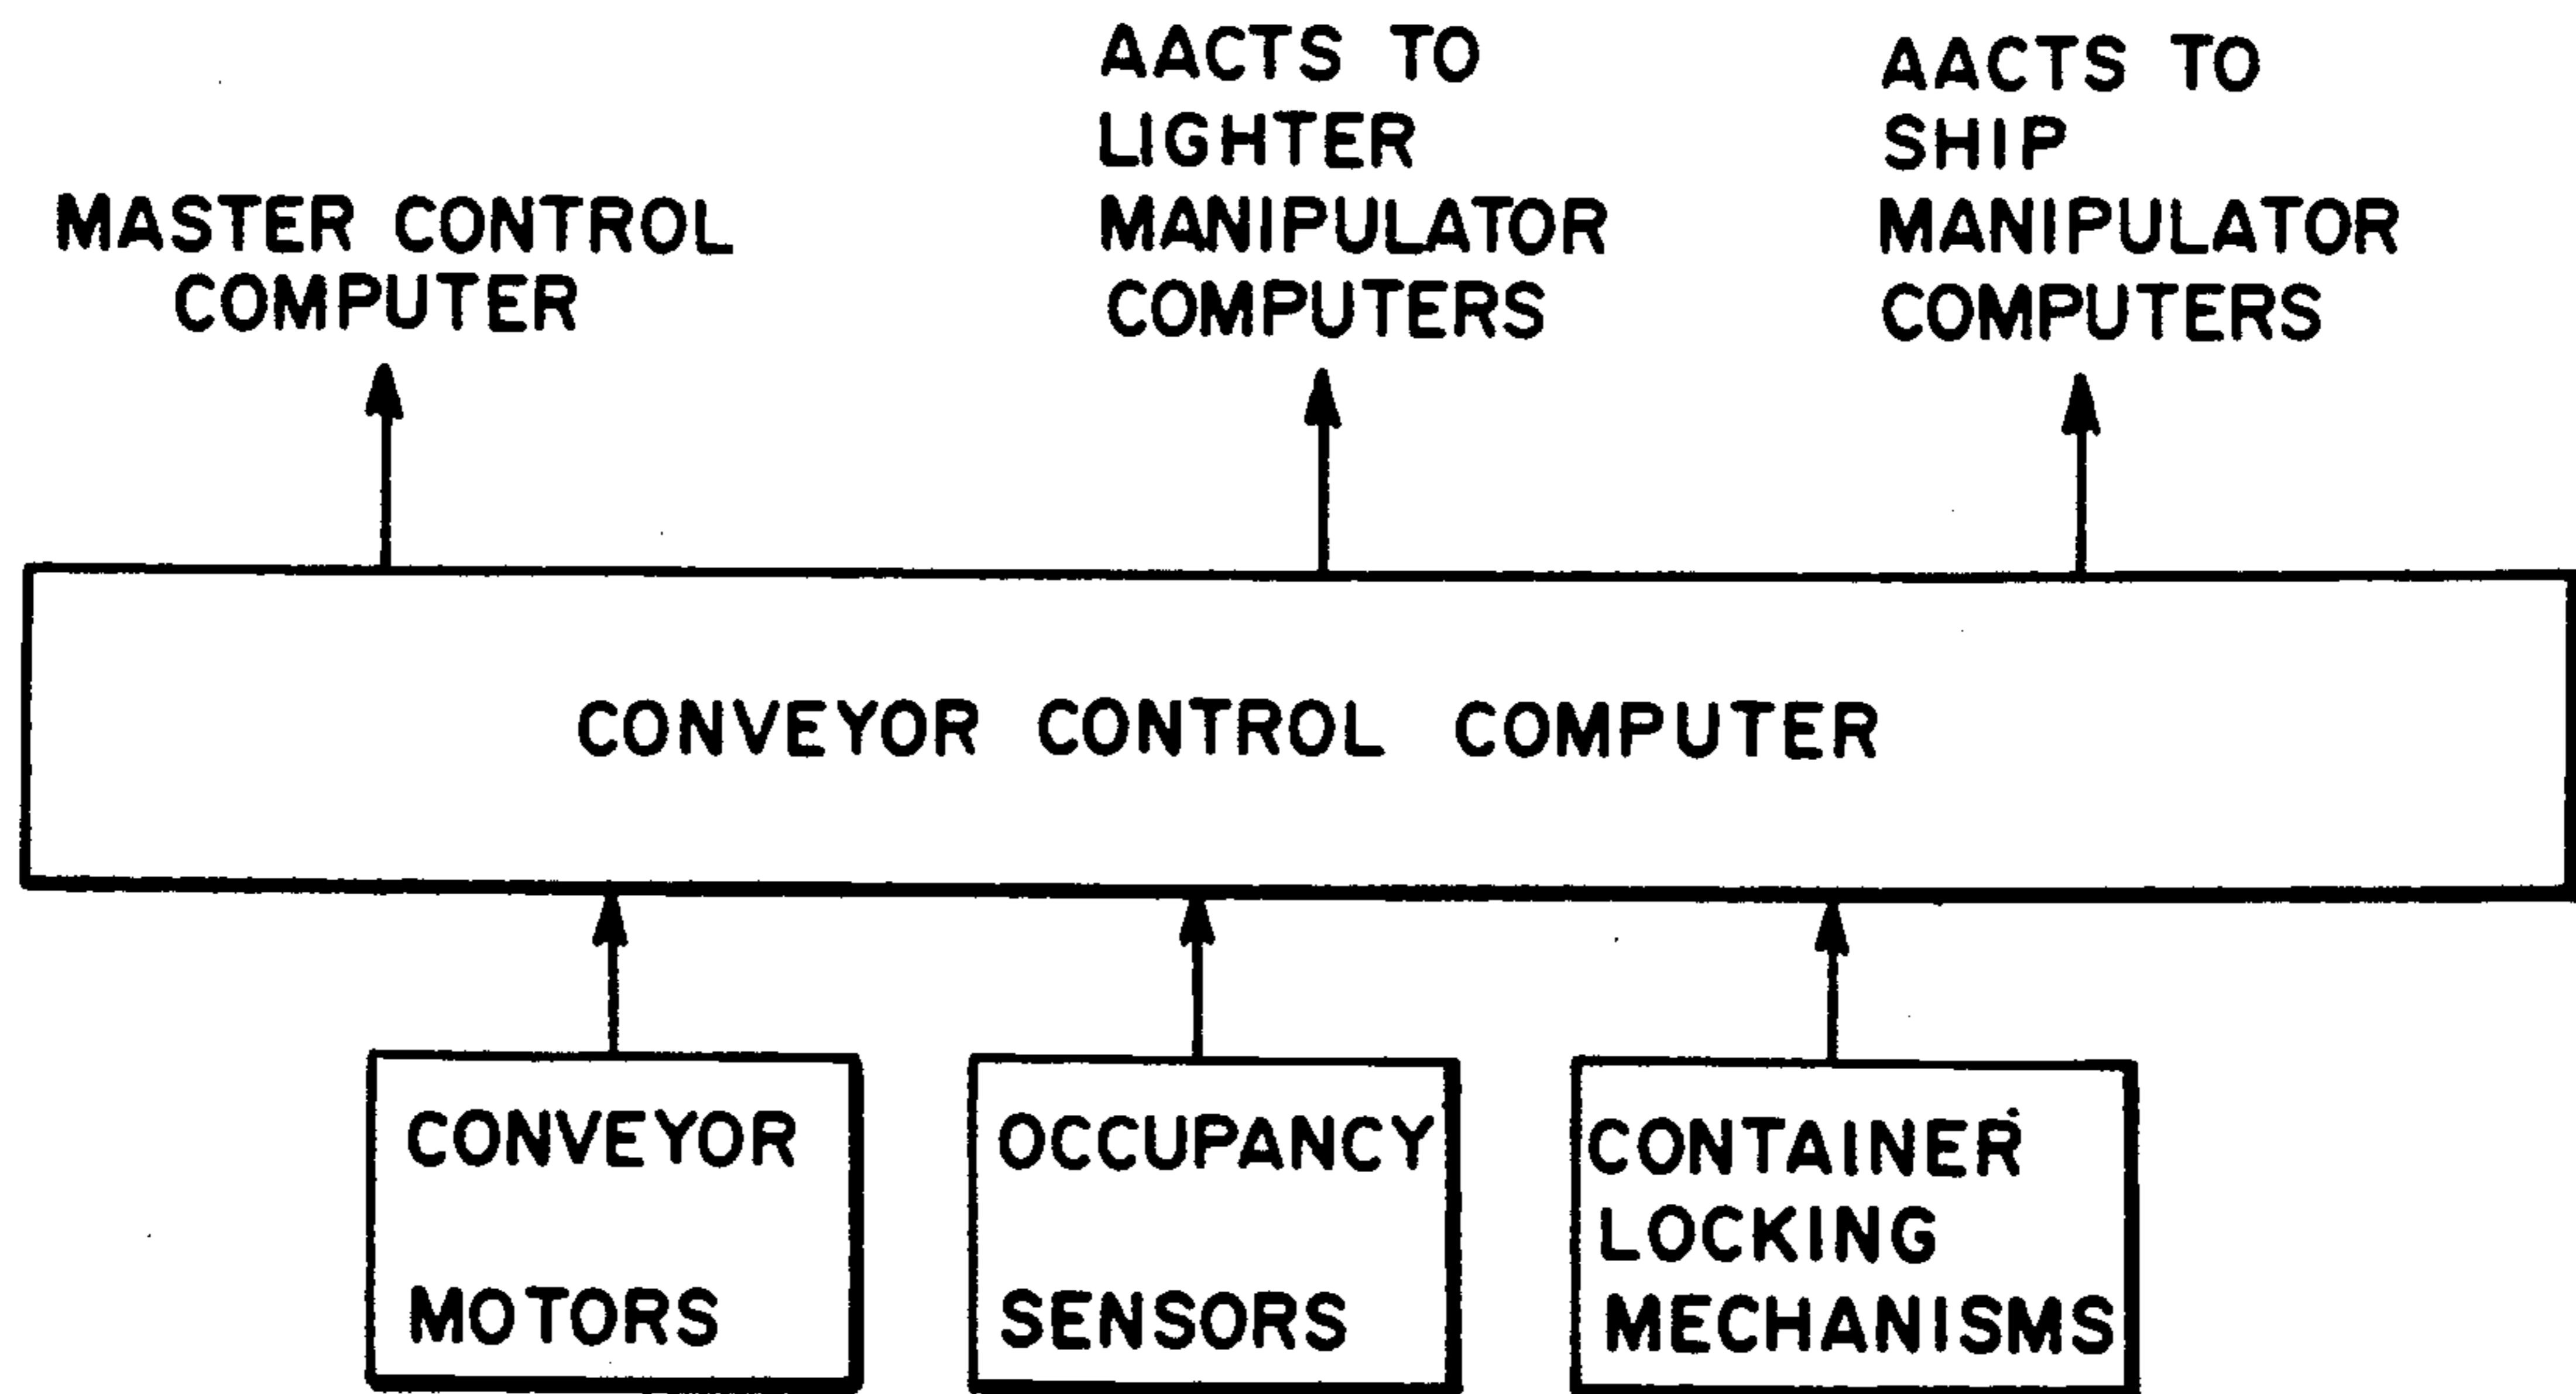 MASTER CONTROL
COMPUTER
AACTS TO
LIGHTER
MANIPULATOR
COMPUTERS
AACTS TO
SHIP
MANIPULATOR
COMPUTERS
CONVEYOR CONTROL COMPUTER
CONVEYOR
MOTORS
OCCUPANCY
SENSORS
CONTAINER
LOCKING
MECHANISMS